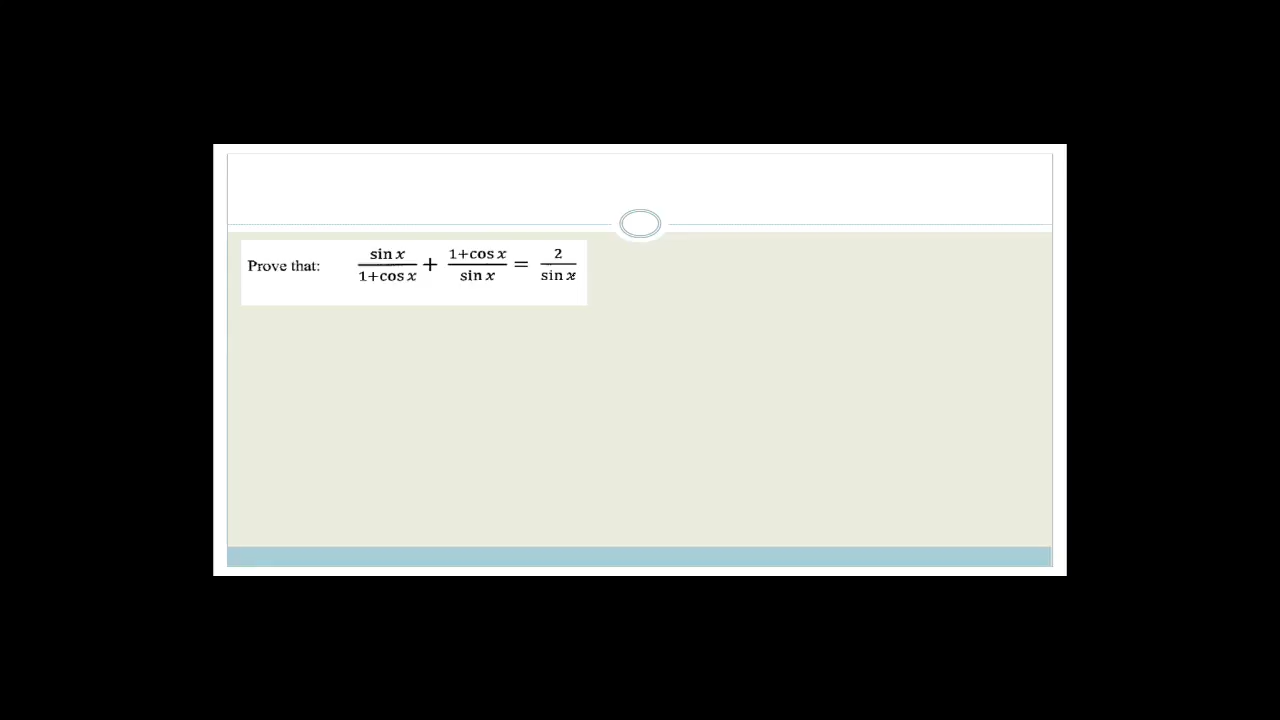 Prove that: sin x / 1+cos x + 1+cos x / sin x = 2 / sin x